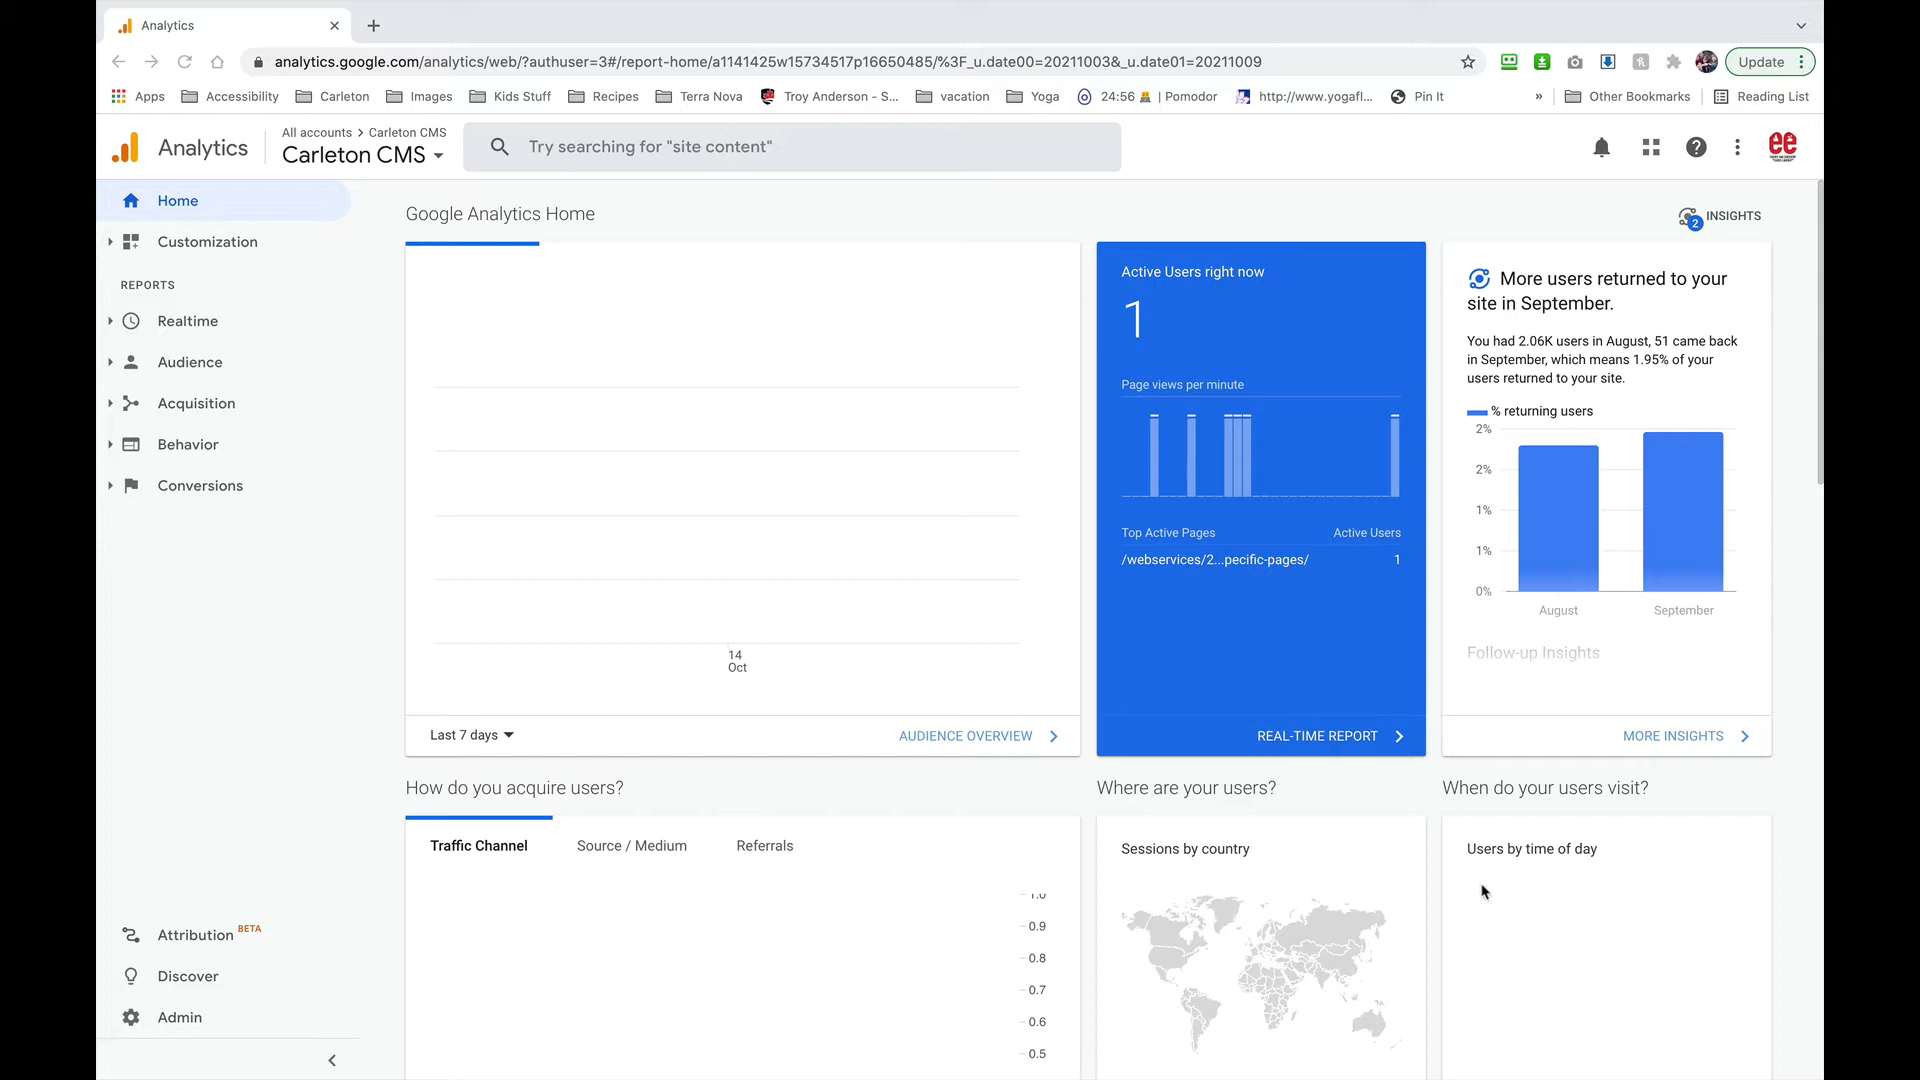 Analytics
analytics.google.com/analytics/web/?authuser=3#/report-home/a1141425w15734517p16650485/%3F_u.date00=20211003&_u.date01=20211009
Update
Apps
Accessibility
Carleton
Images
Kids Stuff
Recipes
Terra Nova
Troy Anderson - S...
vacation
Yoga
24:56 | Pomodor
http://www.yogafl...
Pin It
»
Other Bookmarks
Reading List
Analytics
All accounts > Carleton CMS
Carleton CMS
Try searching for "site content"
ee
Home
Customization
REPORTS
Realtime
Audience
Acquisition
Behavior
Conversions
Attribution BETA
Discover
Admin
Google Analytics Home
2 INSIGHTS
14
Oct
Last 7 days
AUDIENCE OVERVIEW
Active Users right now
1
Page views per minute
Top Active Pages Active Users
/webservices/2...pecific-pages/ 1
REAL-TIME REPORT
More users returned to your
site in September.
You had 2.06K users in August, 51 came back
in September, which means 1.95% of your
users returned to your site.
% returning users
2%
2%
1%
1%
0%
August September
Follow-up Insights
MORE INSIGHTS
How do you acquire users?
Traffic Channel Source / Medium Referrals
1.0
0.9
0.8
0.7
0.6
0.5
Where are your users?
Sessions by country
When do your users visit?
Users by time of day